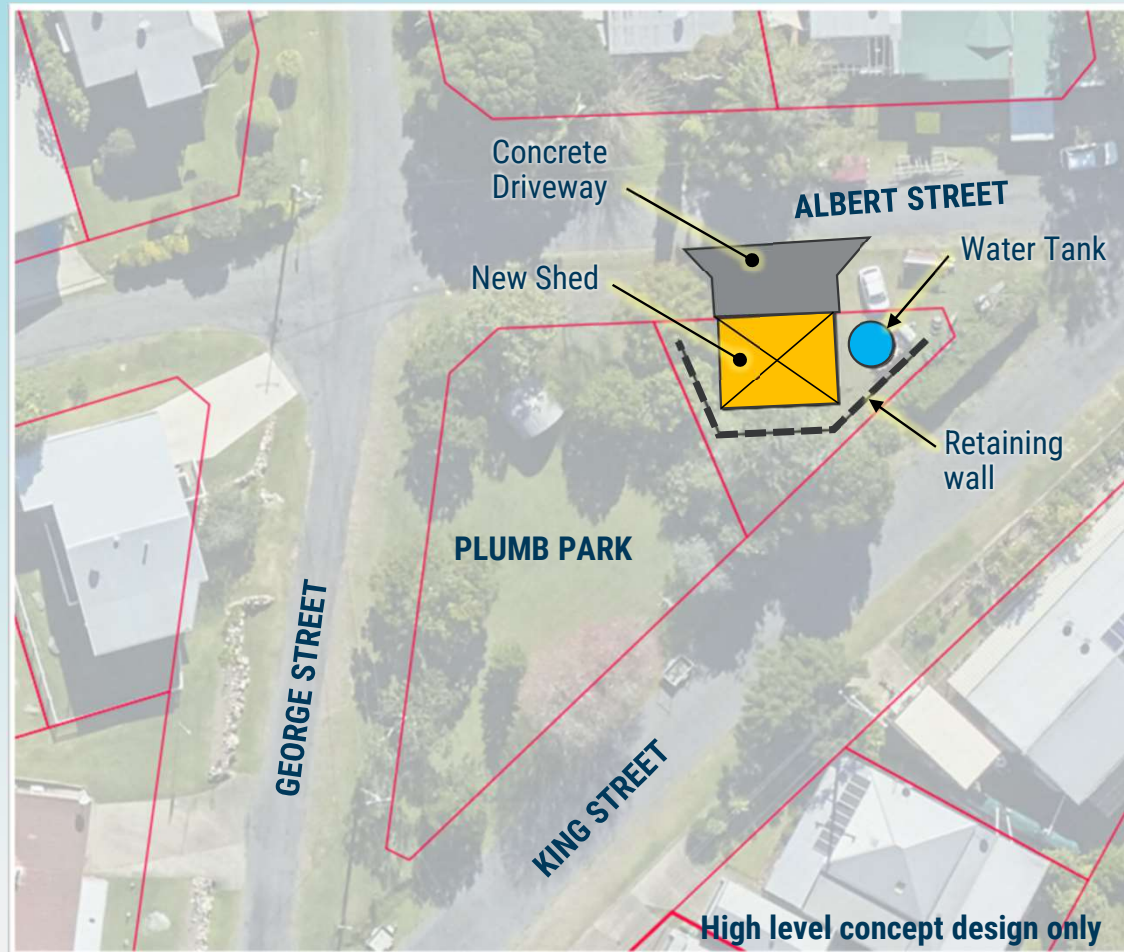 Concrete
Driveway
ALBERT STREET
Water Tank
New Shed
Retaining
wall
PLUMB PARK
GEORGE STREET
KING STREET
High level concept design only